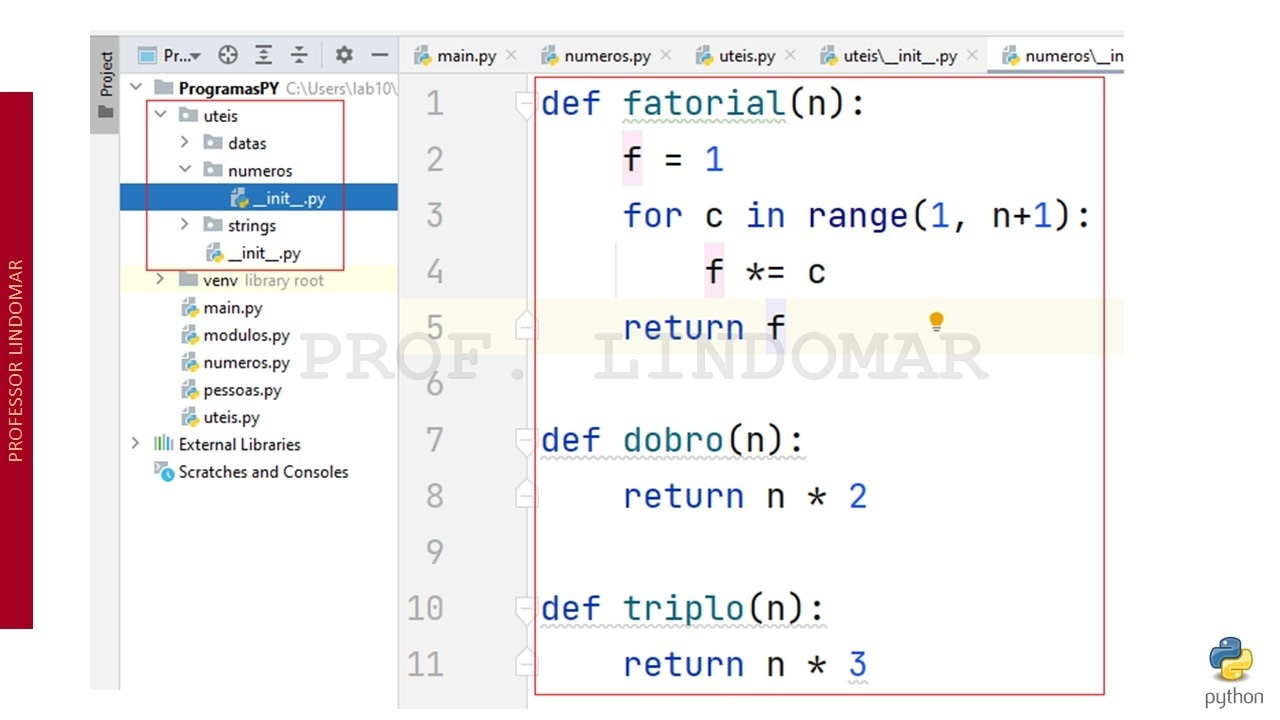 PROFESSOR LINDOMAR
Project
Pr...
main.py
numeros.py
uteis.py
uteis\__init__.py
numeros\__in
ProgramasPY C:\Users\lab10\
uteis
datas
numeros
__init__.py
strings
__init__.py
venv library root
main.py
modulos.py
numeros.py
pessoas.py
uteis.py
External Libraries
Scratches and Consoles
1 def fatorial(n):
2 f = 1
3 for c in range(1, n+1):
4 f *= c
5 return f
6
7 def dobro(n):
8 return n * 2
9
10 def triplo(n):
11 return n * 3
PROF. LINDOMAR
python